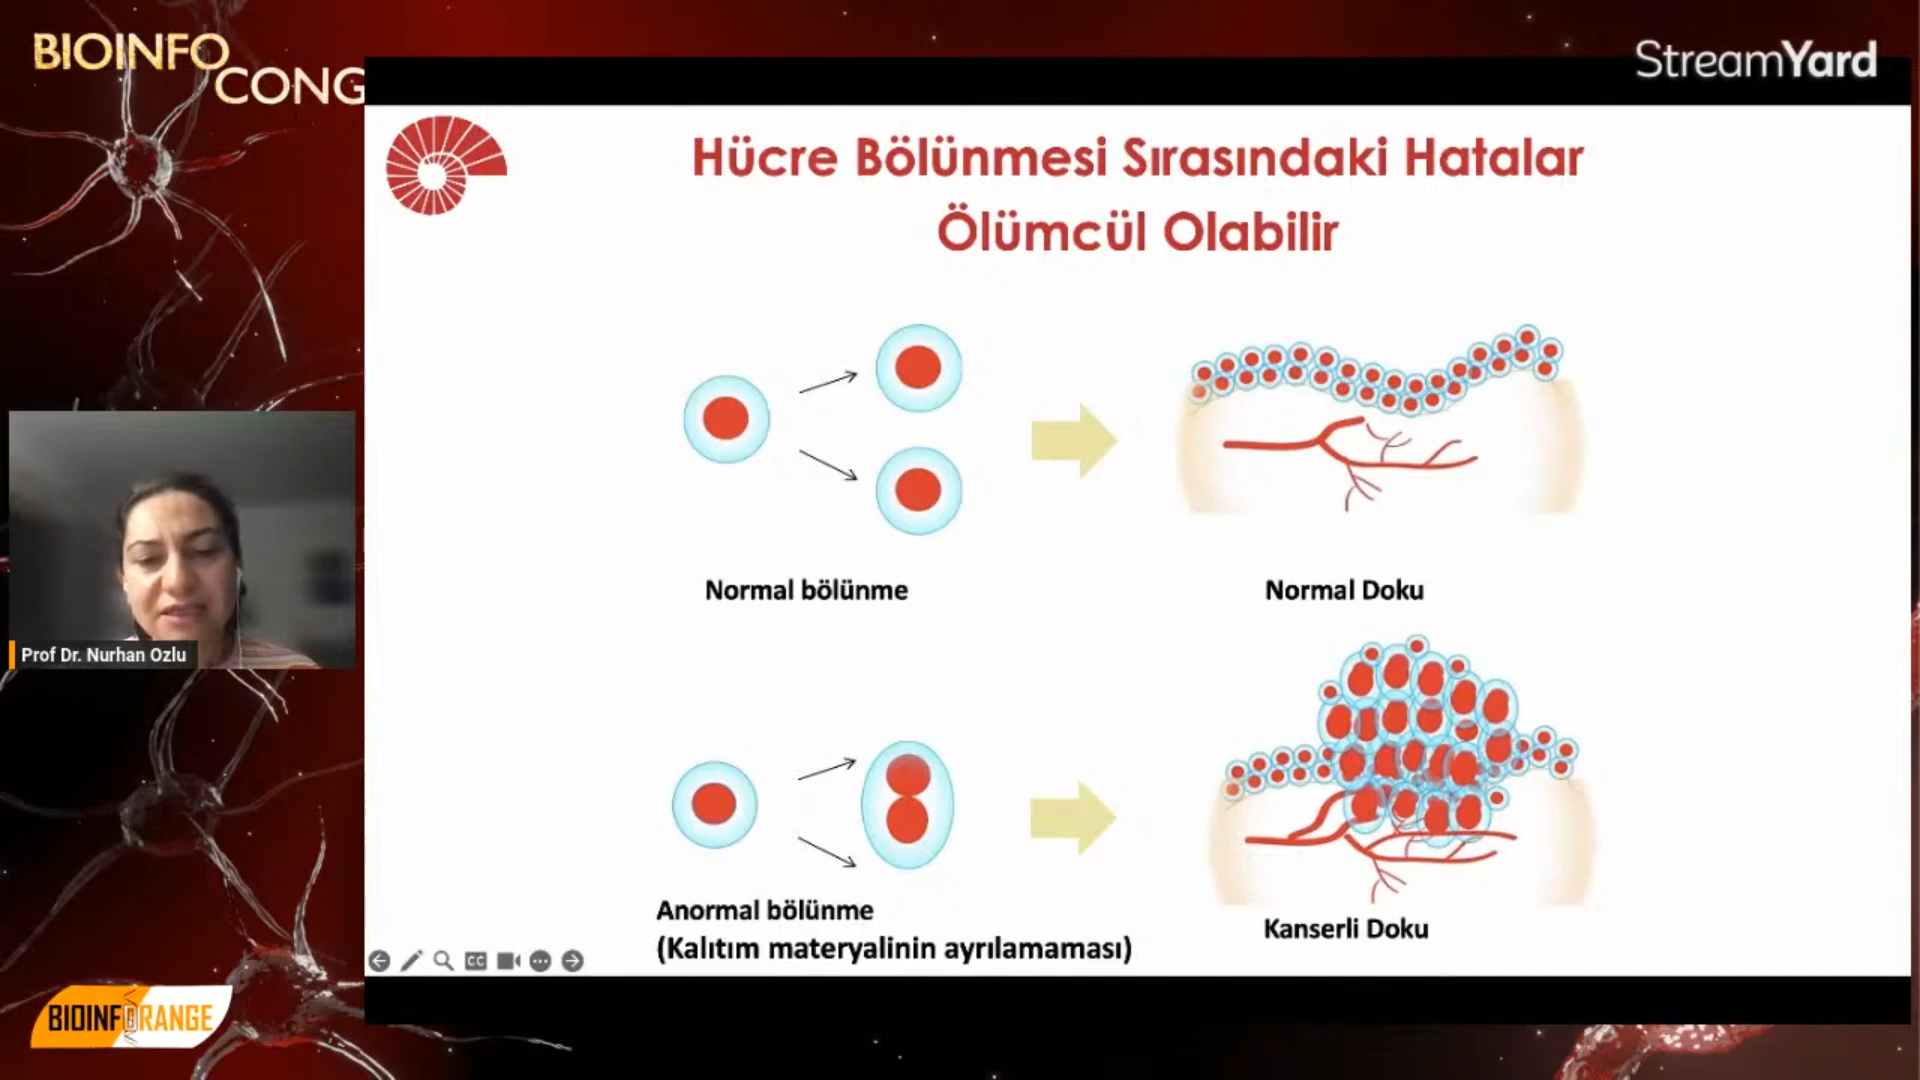 BIOINFO
CONG
StreamYard
Hücre Bölünmesi Sırasındaki Hatalar
Ölümcül Olabilir
Normal bölünme
Normal Doku
Prof Dr. Nurhan Ozlu
Anormal bölünme
(Kalıtım materyalinin ayrılamaması)
Kanserli Doku
CC
BIOINFORANGE